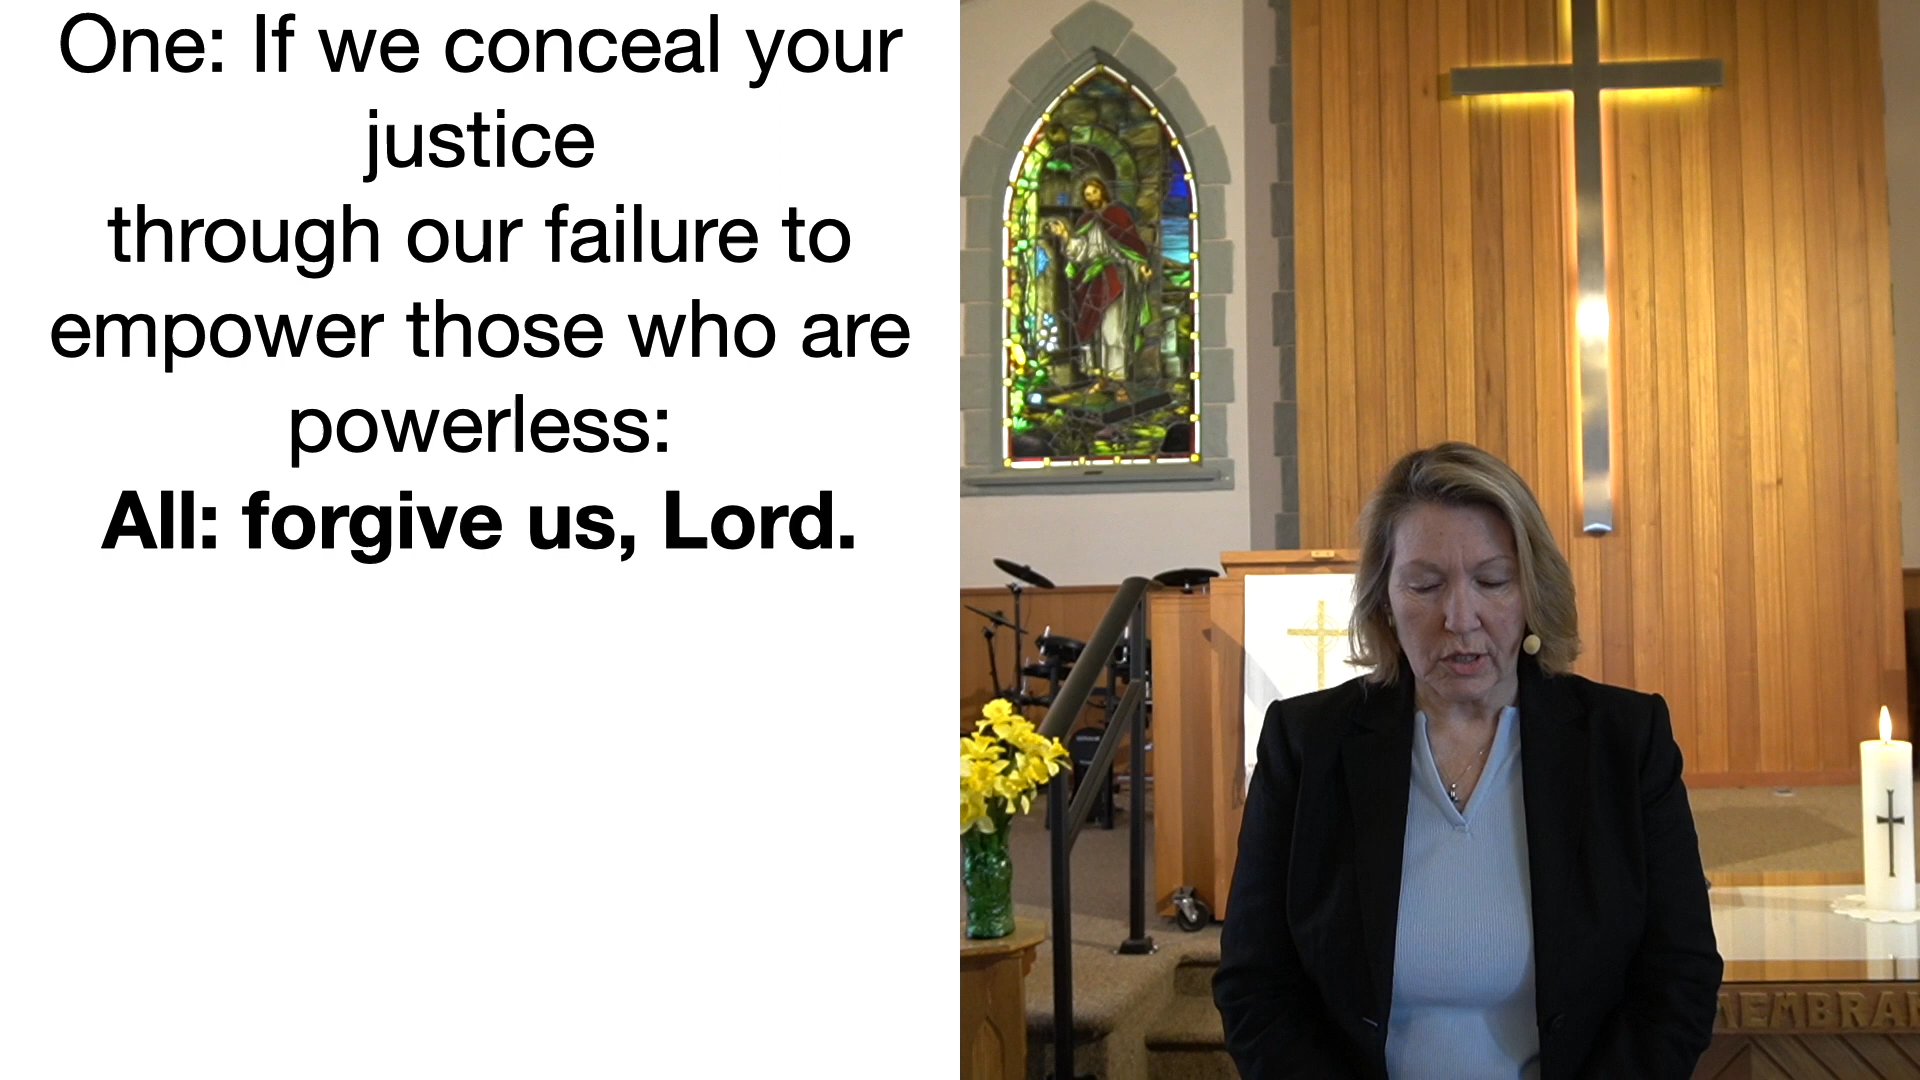 One: If we conceal your
justice
through our failure to
empower those who are
powerless:
All: forgive us, Lord.
MEMBRAN